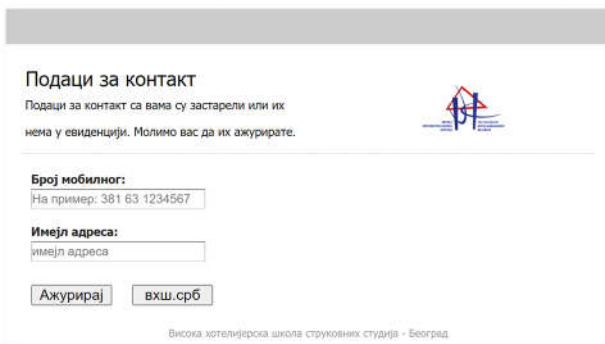 Подаци за контакт
Подаци за контакт са вама су застарели или их
нема у евиденцији. Молимо вас да их ажурирате.
Број мобилног:
На пример: 381 63 1234567
Имејл адреса:
имејл адреса
Ажурирај
вхш.срб
Висока хотелијерска школа струковних студија - Београд